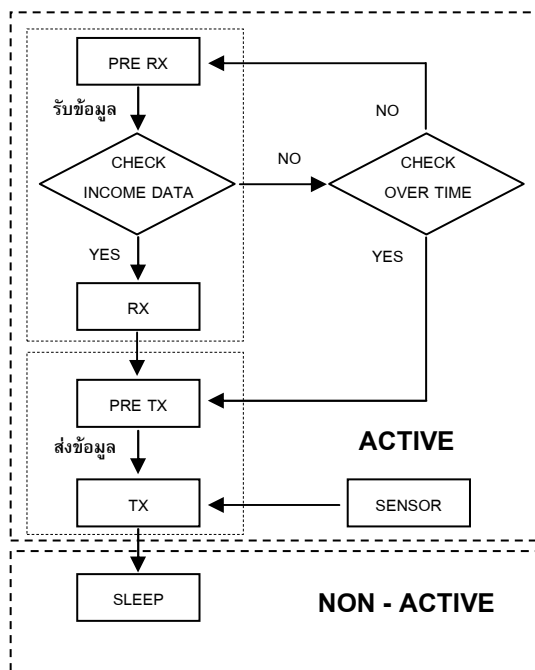 PRE RX
รับข้อมูล
NO
CHECK
INCOME DATA
NO
CHECK
OVER TIME
YES
YES
RX
PRE TX
ส่งข้อมูล
ACTIVE
TX
SENSOR
SLEEP
NON - ACTIVE